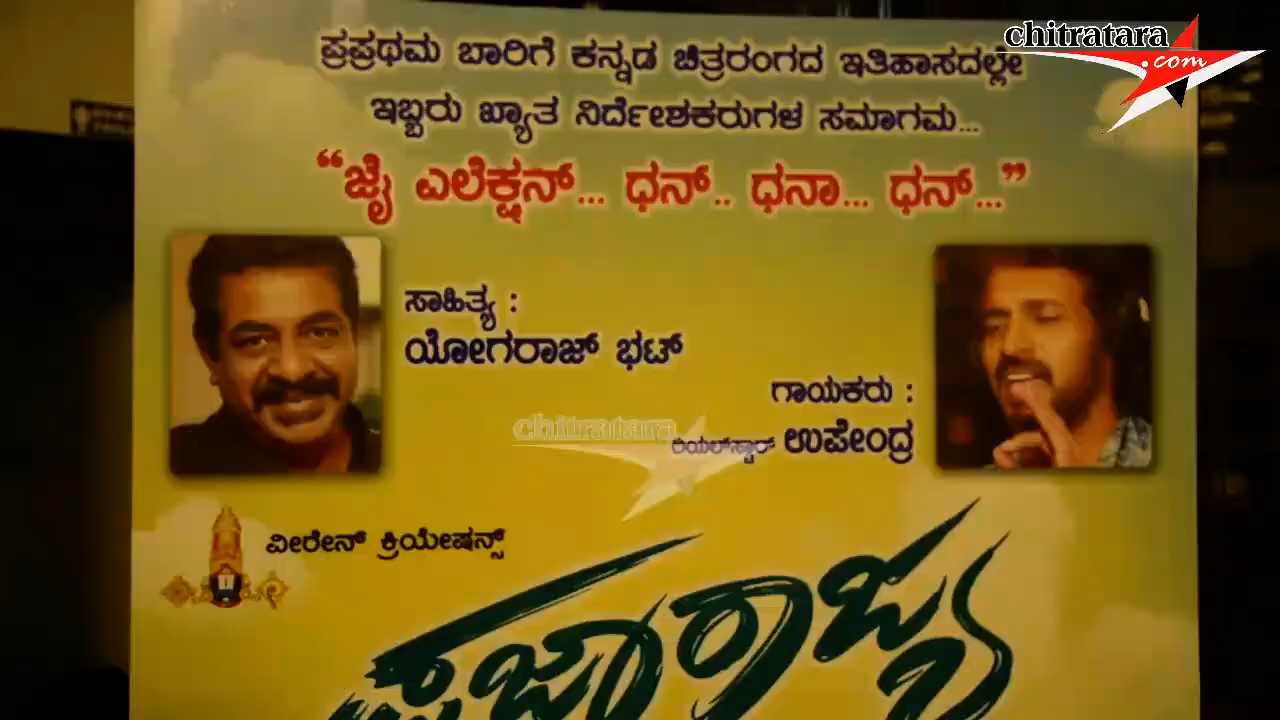 chitratara
.com
ಪ್ರಪ್ರಥಮ ಬಾರಿಗೆ ಕನ್ನಡ ಚಿತ್ರರಂಗದ ಇತಿಹಾಸದಲ್ಲೇ
ಇಬ್ಬರು ಖ್ಯಾತ ನಿರ್ದೇಶಕರುಗಳ ಸಮಾಗಮ...
“ಜೈ ಎಲೆಕ್ಷನ್... ಧನ್.. ಧನಾ... ಧನ್...”
ಸಾಹಿತ್ಯ :
ಯೋಗರಾಜ್ ಭಟ್
ಗಾಯಕರು :
chitratara
ರಿಯಲ್‌ಸ್ಟಾರ್ ಉಪೇಂದ್ರ
ವೀರೇನ್ ಕ್ರಿಯೇಷನ್ಸ್
ಪ್ರಜಾರಾಜ್ಯ